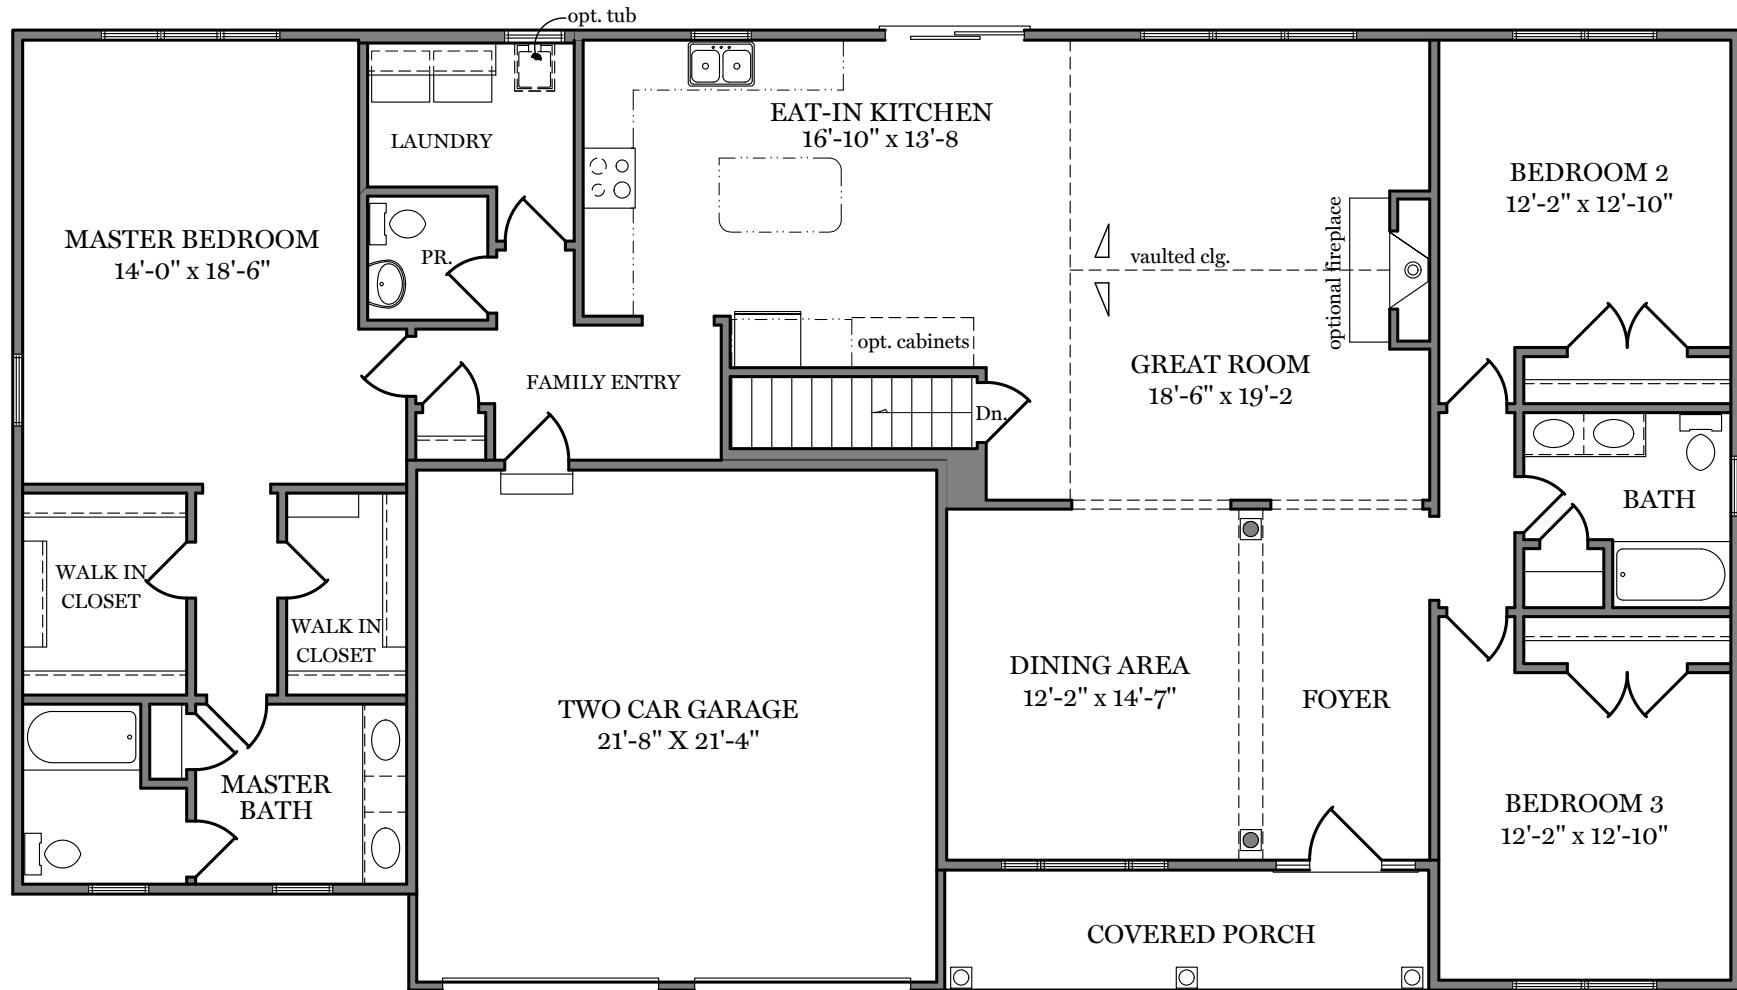 opt. tub
EAT-IN KITCHEN
16'-10" x 13'-8
LAUNDRY
BEDROOM 2
12'-2" x 12'-10"
MASTER BEDROOM
14'-0" x 18'-6"
PR.
vaulted clg.
optional fireplace
opt. cabinets
GREAT ROOM
18'-6" x 19'-2
FAMILY ENTRY
Dn.
BATH
WALK IN
CLOSET
WALK IN
CLOSET
DINING AREA
12'-2" x 14'-7"
FOYER
TWO CAR GARAGE
21'-8" X 21'-4"
MASTER
BATH
BEDROOM 3
12'-2" x 12'-10"
COVERED PORCH